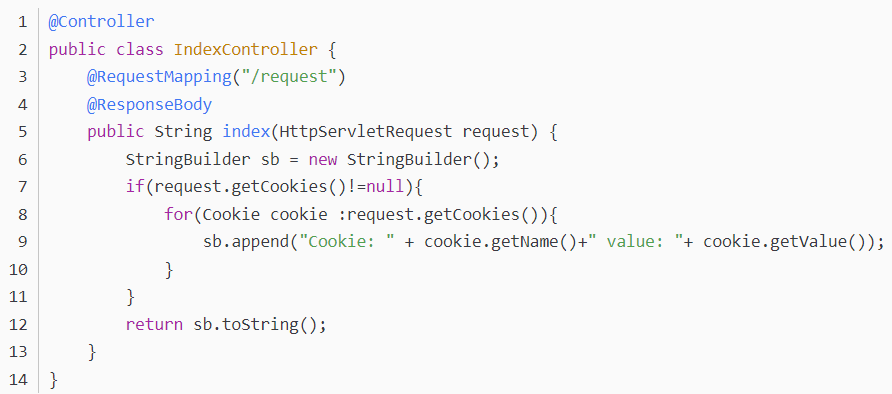 1 @Controller
2 public class IndexController {
3     @RequestMapping("/request")
4     @ResponseBody
5     public String index(HttpServletRequest request) {
6         StringBuilder sb = new StringBuilder();
7         if(request.getCookies()!=null){
8             for(Cookie cookie :request.getCookies()){
9                 sb.append("Cookie: " + cookie.getName()+" value: "+ cookie.getValue());
10             }
11         }
12         return sb.toString();
13     }
14 }